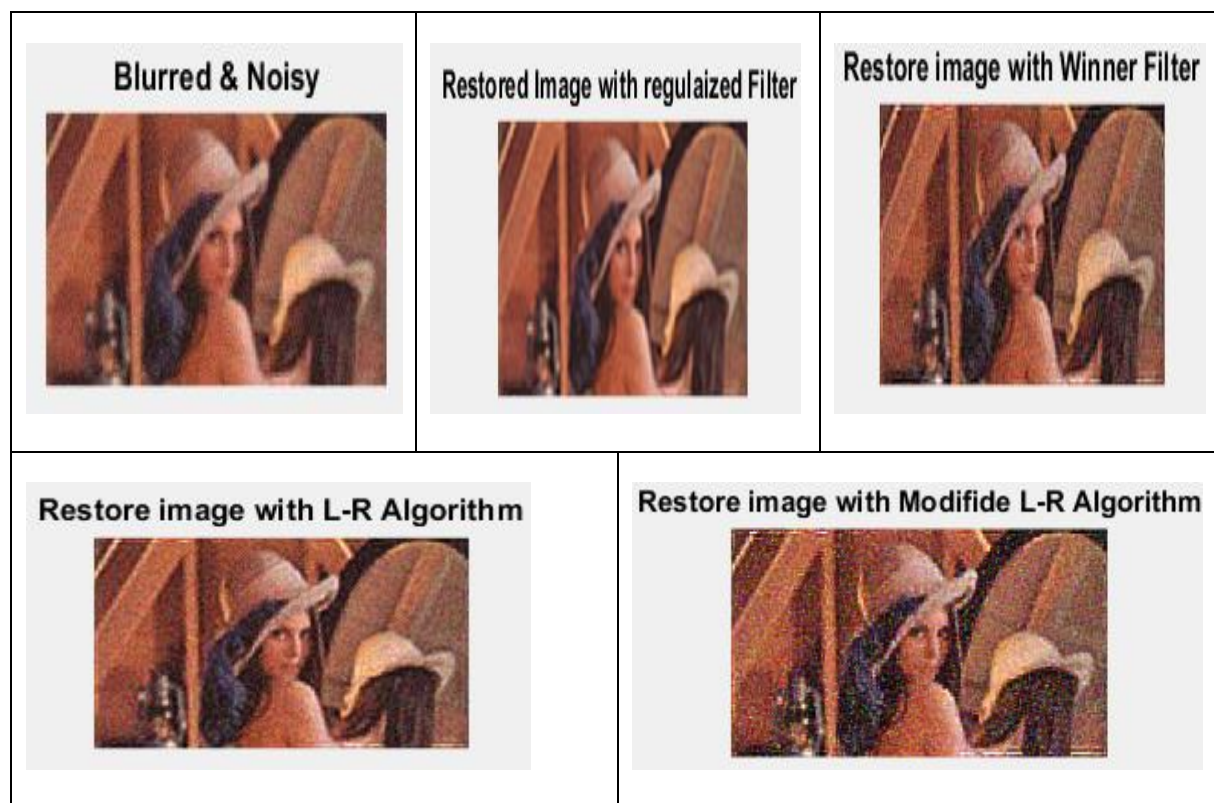 Blurred & Noisy
Restored Image with regulaized Filter
Restore image with Winner Filter
Restore image with L-R Algorithm
Restore image with Modifide L-R Algorithm